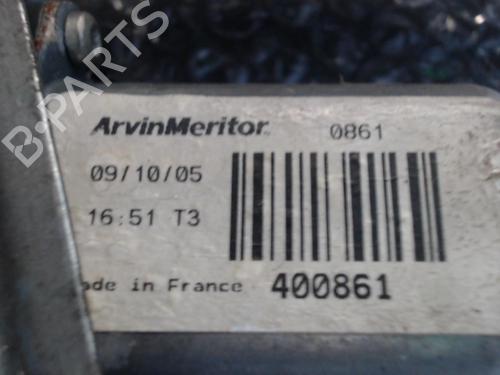 B-PARTS
ArvinMeritor 0861
09/10/05
16:51 T3
ade in France 400861